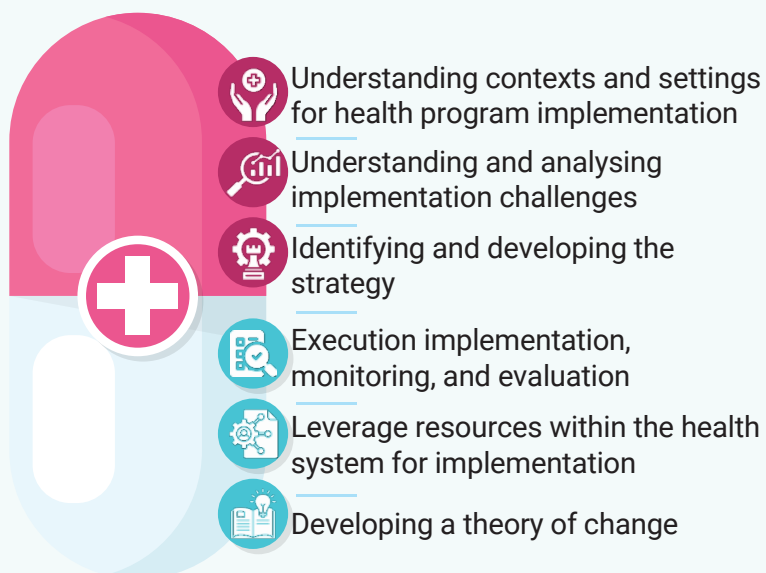 Understanding contexts and settings
for health program implementation
Understanding and analysing
implementation challenges
Identifying and developing the
strategy
Execution implementation,
monitoring, and evaluation
Leverage resources within the health
system for implementation
Developing a theory of change